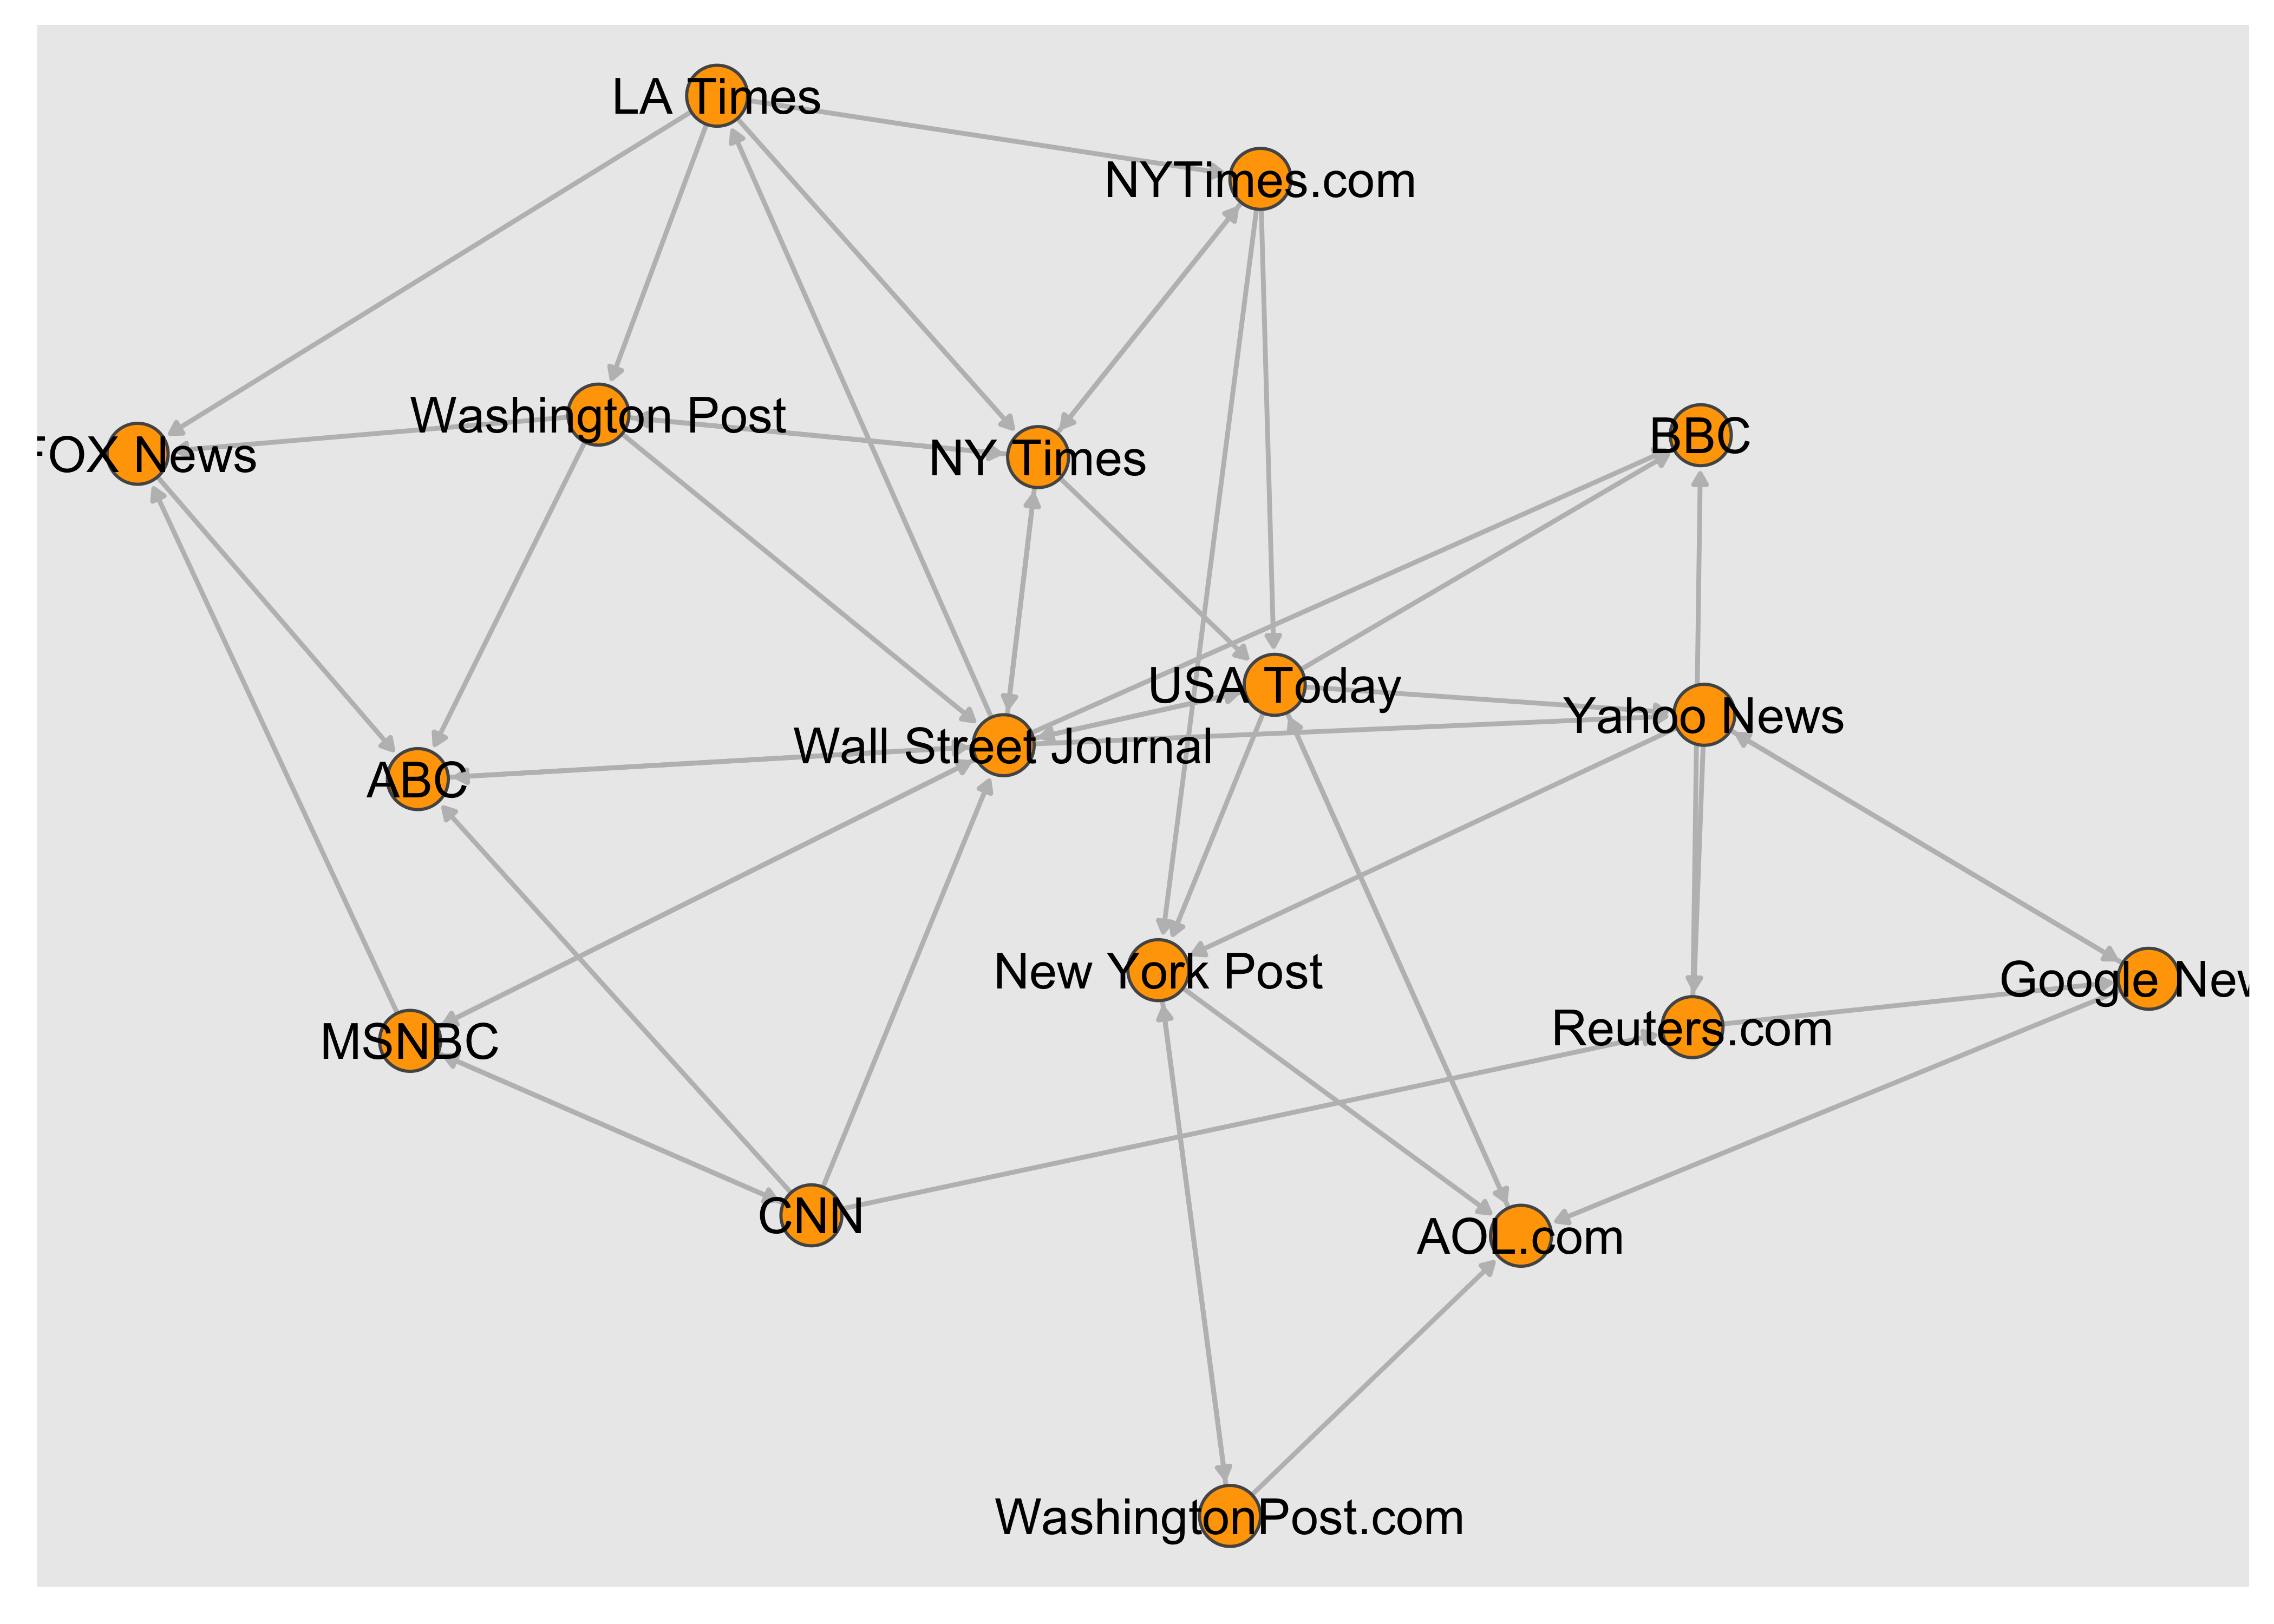 LA Times
NYTimes.com
Washington Post
BBC
FOX News
NY Times
USA Today
Yahoo News
Wall Street Journal
ABC
New York Post
Google New
Reuters.com
MSNBC
CNN
AOL.com
WashingtonPost.com